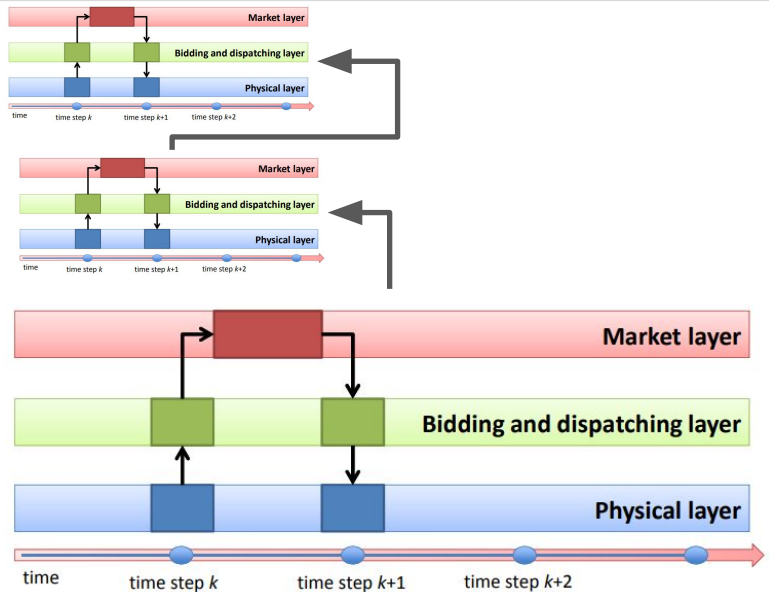 Market layer
Bidding and dispatching layer
Physical layer
time
time step k
time step k+1
time step k+2
Market layer
Bidding and dispatching layer
Physical layer
time
time step k
time step k+1
time step k+2
Market layer
Bidding and dispatching layer
Physical layer
time
time step k
time step k+1
time step k+2